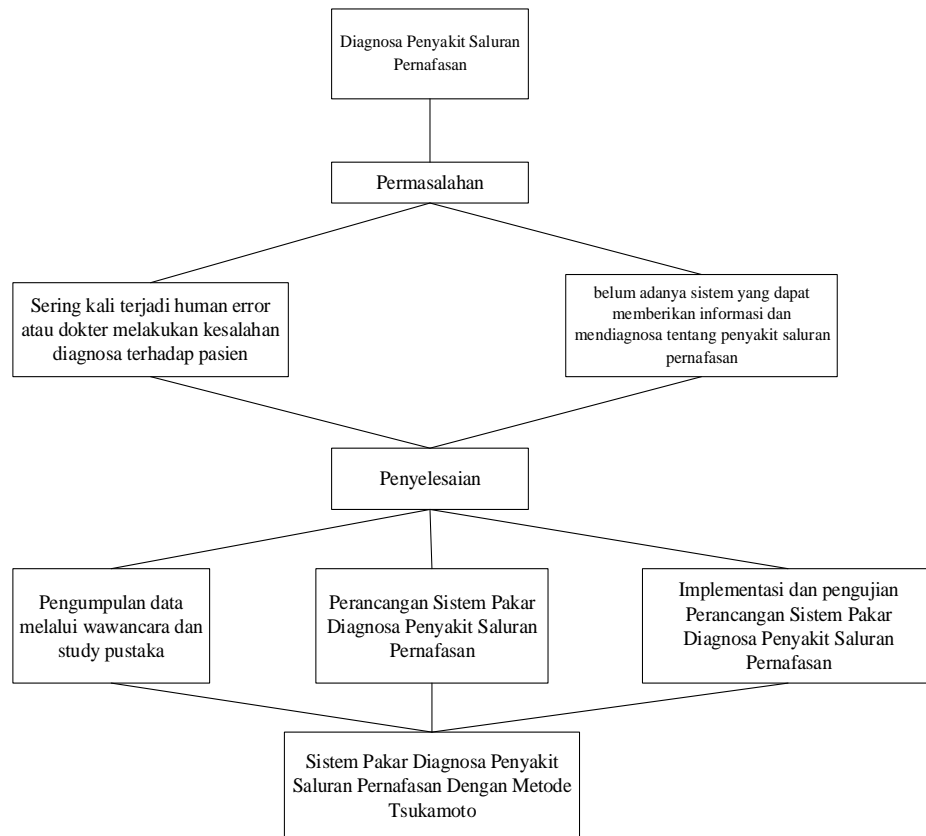 Diagnosa Penyakit Saluran
Pernafasan
Permasalahan
Sering kali terjadi human error
atau dokter melakukan kesalahan
diagnosa terhadap pasien
belum adanya sistem yang dapat
memberikan informasi dan
mendiagnosa tentang penyakit saluran
pernafasan
Penyelesaian
Pengumpulan data
melalui wawancara dan
study pustaka
Perancangan Sistem Pakar
Diagnosa Penyakit Saluran
Pernafasan
Implementasi dan pengujian
Perancangan Sistem Pakar
Diagnosa Penyakit Saluran
Pernafasan
Sistem Pakar Diagnosa Penyakit
Saluran Pernafasan Dengan Metode
Tsukamoto